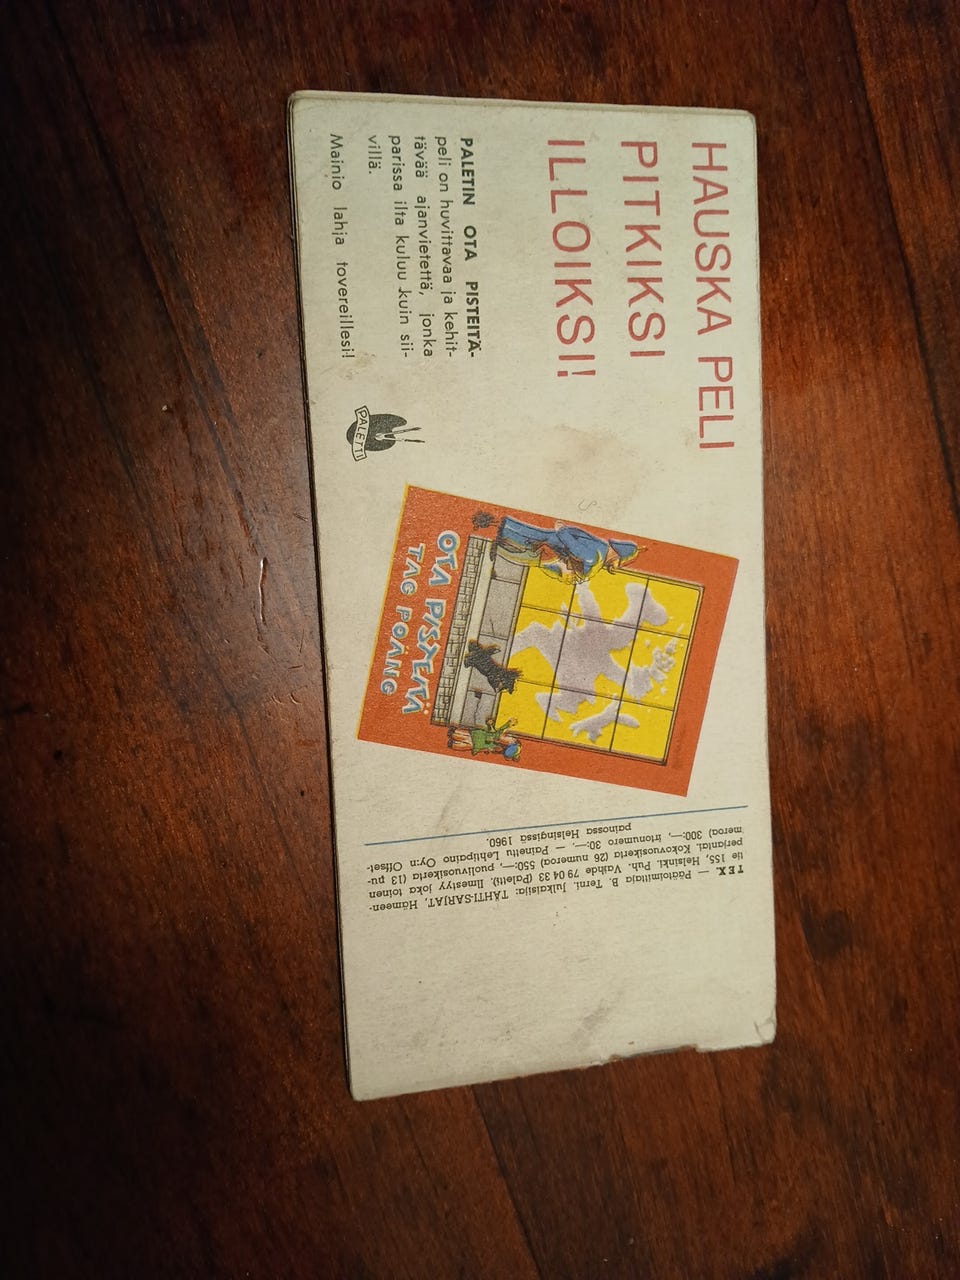 HAUSKA PELI
PITKIKSI
ILLOIKSI!
PALETIN OTA PISTEITÄ-
peli on huvittavaa ja kehit-
tävää ajanvietettä, jonka
parissa ilta kuluu kuin sii-
villä.
Mainio lahja tovereillesi!
PALETTI
OTA PISTEITÄ
TAG POÄNG
TEX. — Päätoimittaja B. Terni. Julkaisija: TÄHTI-SARJAT, Hämeen-
tie 155, Helsinki. Puh. Vaihde 79 04 33 (Paletti). Ilmestyy joka toinen
perjantai. Kokovuosikerta (26 numeroa) 550:—, puolivuosikerta (13 nu-
meroa) 300:—, irtonumero 30:—. — Painettu Lehtipaino Oy:n Offset-
painossa Helsingissä 1960.